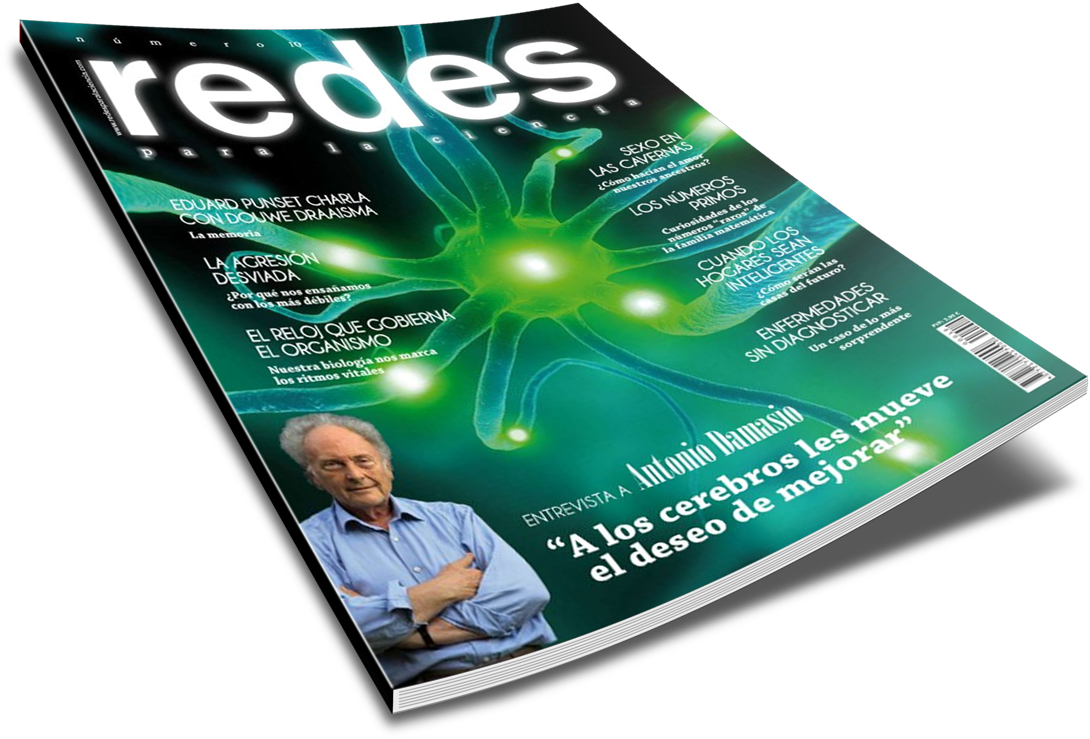 número 10
redes
para la ciencia
www.redesparalaciencia.com
EDUARD PUNSET CHARLA
CON DOUWE DRAAISMA
La memoria
LA AGRESIÓN
DESVIADA
¿Por qué nos ensañamos
con los más débiles?
EL RELOJ QUE GOBIERNA
EL ORGANISMO
Nuestra biología nos marca
los ritmos vitales
SEXO EN
LAS CAVERNAS
¿Cómo hacían el amor
nuestros ancestros?
LOS NÚMEROS
PRIMOS
Curiosidades de los
números "raros" de
la familia matemática
CUANDO LOS
HOGARES SEAN
INTELIGENTES
¿Cómo serán las
casas del futuro?
ENFERMEDADES
SIN DIAGNOSTICAR
Un caso de lo más
sorprendente
ENTREVISTA A Antonio Damasio
“A los cerebros les mueve
el deseo de mejorar”